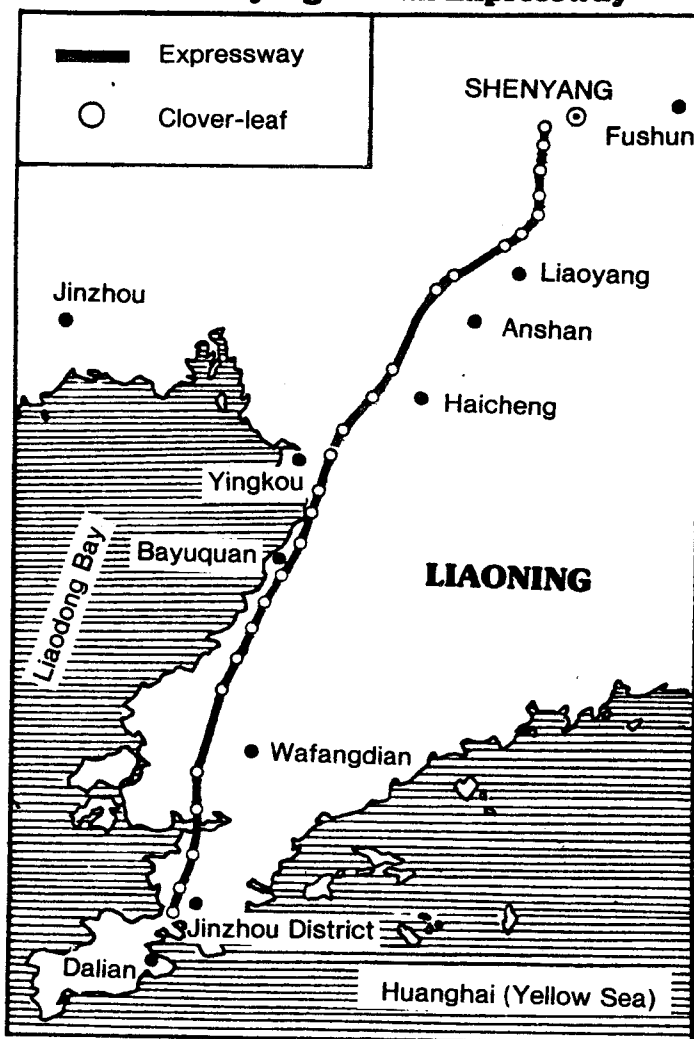 Expressway
Expressway
Clover-leaf
SHENYANG
Fushun
Liaoyang
Jinzhou
Anshan
Haicheng
Yingkou
Bayuquan
LIAONING
Liaodong Bay
Wafangdian
Jinzhou District
Dalian
Huanghai (Yellow Sea)